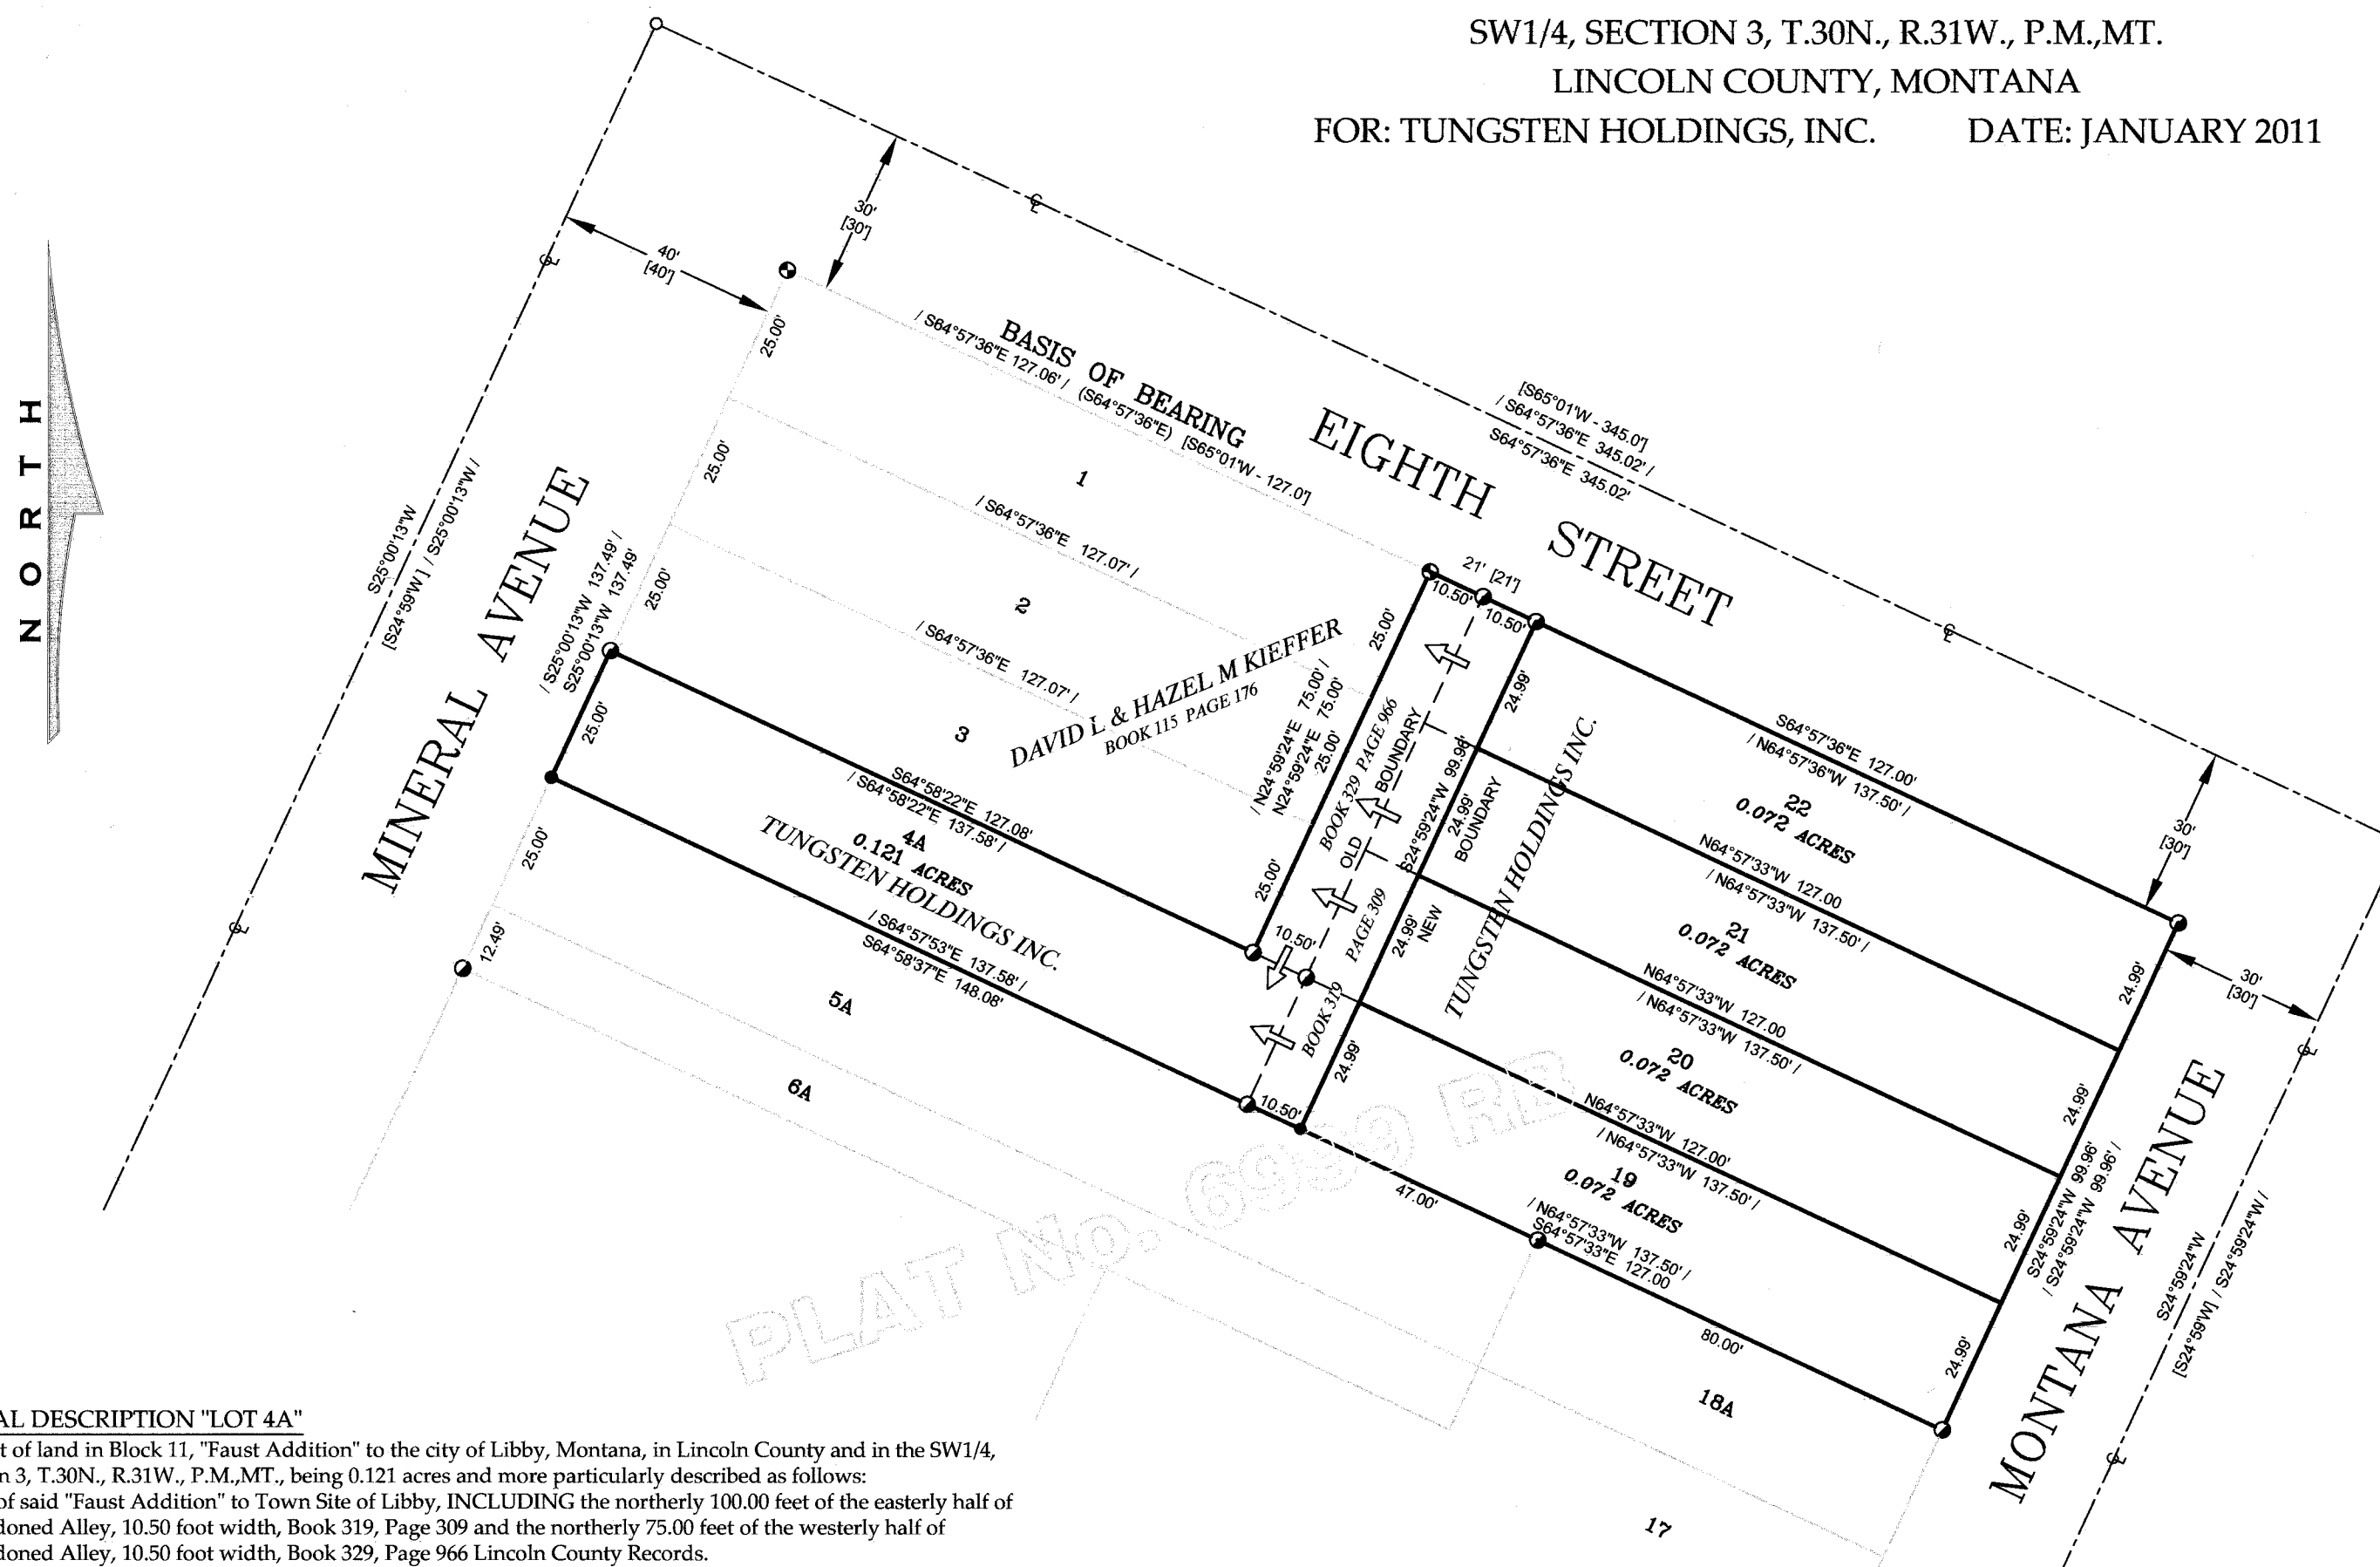 SW1/4, SECTION 3, T.30N., R.31W., P.M.,MT.
LINCOLN COUNTY, MONTANA
FOR: TUNGSTEN HOLDINGS, INC. DATE: JANUARY 2011
NORTH
30'
[30']
40'
[40']
℄
℄
25.00'
25.00'
25.00'
BASIS OF BEARING
/ S64°57'36"E 127.06' / (S64°57'36"E) [S65°01'W - 127.0']
EIGHTH STREET
[S65°01'W - 345.0']
/ S64°57'36"E 345.02' /
S64°57'36"E 345.02'
℄
1
/ S64°57'36"E 127.07' /
2
/ S64°57'36"E 127.07' /
3
S25°00'13"W
[S24°59'W] / S25°00'13"W /
MINERAL AVENUE
/ S25°00'13"W 137.49' /
S25°00'13"W 137.49'
DAVID L & HAZEL M KIEFFER
BOOK 115 PAGE 176
21' [21']
10.50'
10.50'
25.00'
/ N24°59'24"E 75.00' /
N24°59'24"E 75.00'
25.00'
25.00'
BOOK 329 PAGE 966
OLD BOUNDARY
24.99'
S24°59'24"W 99.96'
24.99'
NEW BOUNDARY
24.99'
24.99'
BOOK 319 PAGE 309
TUNGSTEN HOLDINGS INC.
10.50'
10.50'
25.00'
S64°58'22"E 127.08'
/ S64°58'22"E 137.58' /
4A
0.121 ACRES
TUNGSTEN HOLDINGS INC.
/ S64°57'53"E 137.58' /
S64°58'37"E 148.08'
25.00'
12.49'
℄
5A
6A
S64°57'36"E 127.00'
/ N64°57'36"W 137.50' /
22
0.072 ACRES
N64°57'33"W 127.00
/ N64°57'33"W 137.50' /
21
0.072 ACRES
N64°57'33"W 127.00
/ N64°57'33"W 137.50' /
20
0.072 ACRES
N64°57'33"W 127.00'
/ N64°57'33"W 137.50' /
19
0.072 ACRES
/ N64°57'33"W 137.50' /
S64°57'33"E 127.00
47.00'
80.00'
30'
[30']
30'
[30']
24.99'
24.99'
24.99'
24.99'
S24°59'24"W 99.96'
/ S24°59'24"W 99.96' /
MONTANA AVENUE
S24°59'24"W
[S24°59'W] / S24°59'24"W /
℄
℄
18A
17
PLAT No. 6999 RB
AL DESCRIPTION "LOT 4A"
t of land in Block 11, "Faust Addition" to the city of Libby, Montana, in Lincoln County and in the SW1/4,
n 3, T.30N., R.31W., P.M.,MT., being 0.121 acres and more particularly described as follows:
of said "Faust Addition" to Town Site of Libby, INCLUDING the northerly 100.00 feet of the easterly half of
doned Alley, 10.50 foot width, Book 319, Page 309 and the northerly 75.00 feet of the westerly half of
doned Alley, 10.50 foot width, Book 329, Page 966 Lincoln County Records.